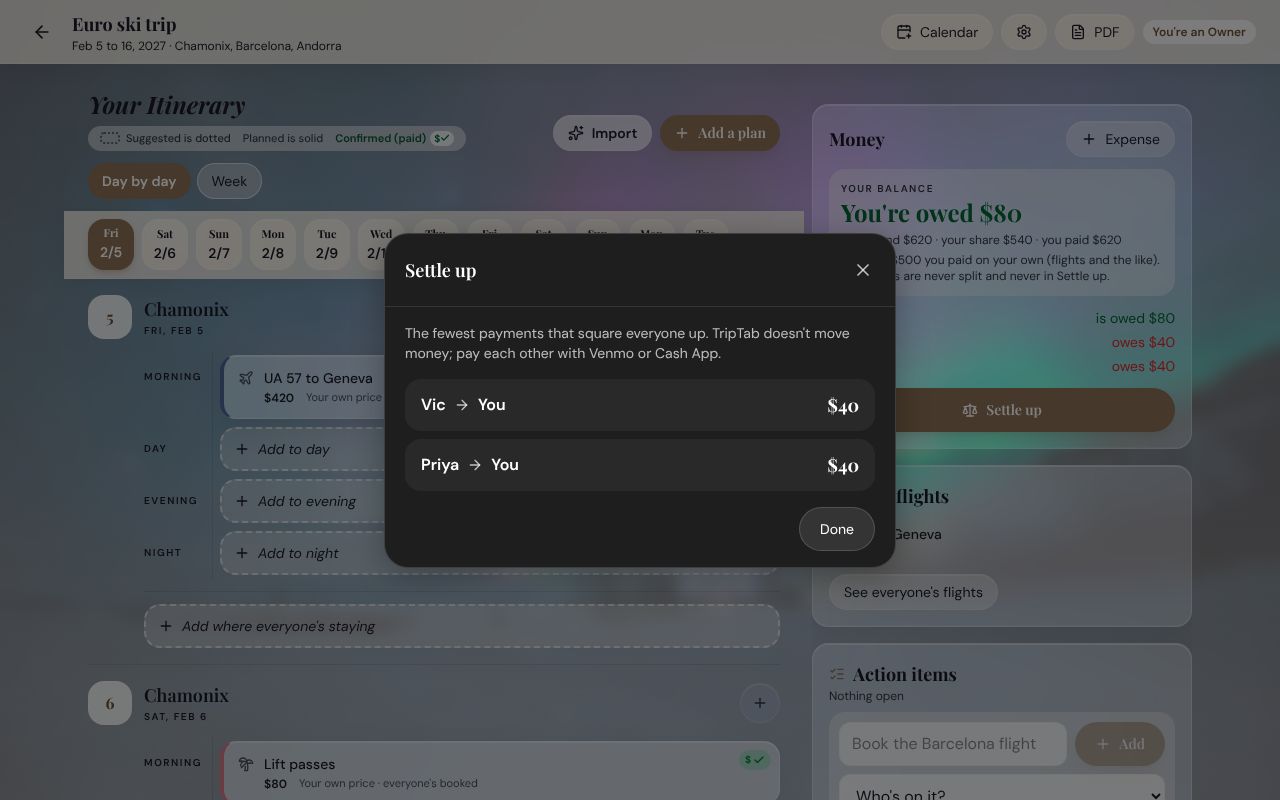 Euro ski trip
Feb 5 to 16, 2027 · Chamonix, Barcelona, Andorra
Calendar
PDF
You're an Owner
Your Itinerary
Suggested is dotted Planned is solid Confirmed (paid) $✓
Import
+ Add a plan
Day by day
Week
Fri 2/5
Sat 2/6
Sun 2/7
Mon 2/8
Tue 2/9
Wed
5
Chamonix
FRI, FEB 5
MORNING
UA 57 to Geneva
$420 Your own price
DAY
+ Add to day
EVENING
+ Add to evening
NIGHT
+ Add to night
+ Add where everyone's staying
6
Chamonix
SAT, FEB 6
+
MORNING
Lift passes
$80 Your own price · everyone's booked
$✓
Settle up
The fewest payments that square everyone up. TripTab doesn't move
money; pay each other with Venmo or Cash App.
Vic → You $40
Priya → You $40
Done
Money
+ Expense
YOUR BALANCE
You're owed $80
$620 · your share $540 · you paid $620
$500 you paid on your own (flights and the like).
are never split and never in Settle up.
is owed $80
owes $40
owes $40
Settle up
flights
Geneva
See everyone's flights
Action items
Nothing open
Book the Barcelona flight
+ Add
Who's on it?